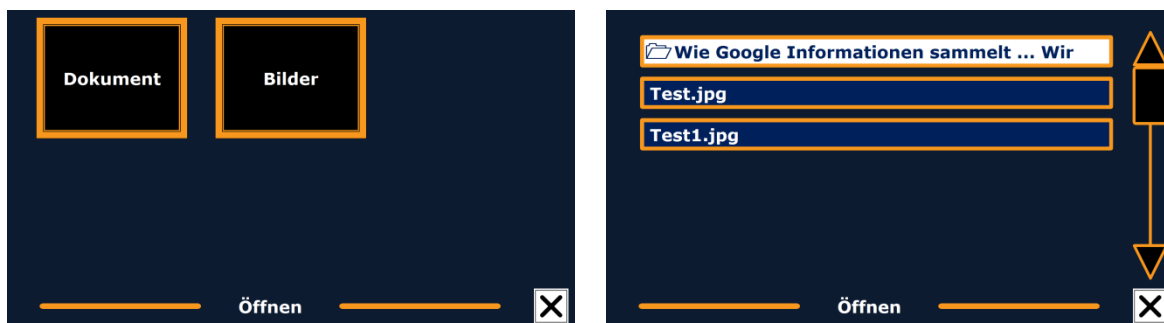 Dokument
Bilder
Öffnen
Wie Google Informationen sammelt ... Wir
Test.jpg
Test1.jpg
Öffnen